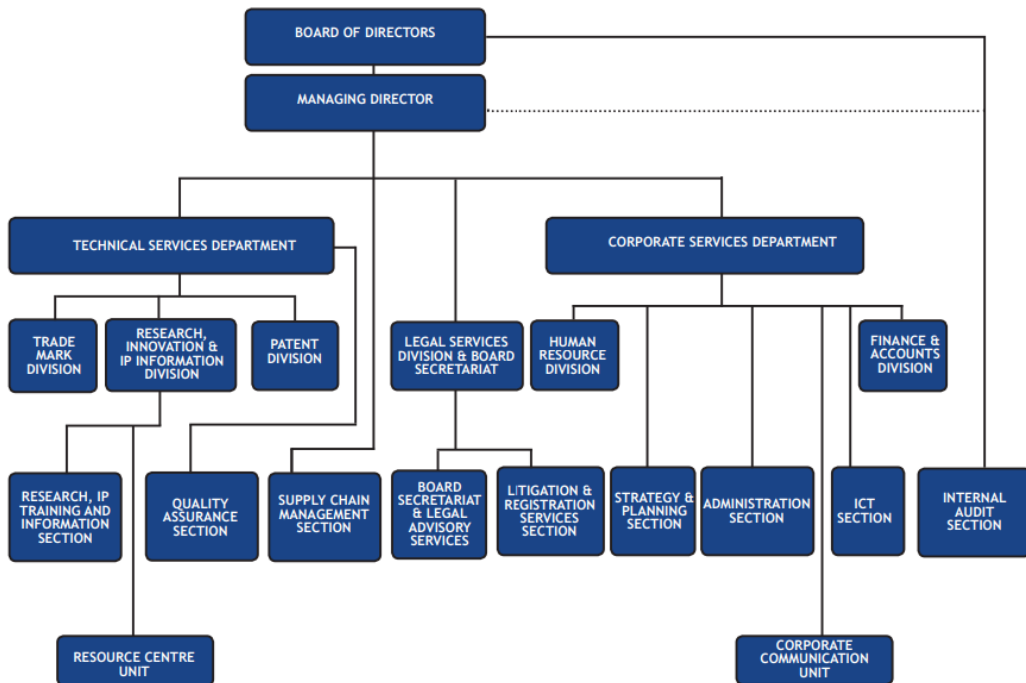 BOARD OF DIRECTORS
MANAGING DIRECTOR
TECHNICAL SERVICES DEPARTMENT
CORPORATE SERVICES DEPARTMENT
TRADE
MARK
DIVISION
RESEARCH,
INNOVATION &
IP INFORMATION
DIVISION
PATENT
DIVISION
LEGAL SERVICES
DIVISION & BOARD
SECRETARIAT
HUMAN
RESOURCE
DIVISION
FINANCE &
ACCOUNTS
DIVISION
RESEARCH, IP
TRAINING AND
INFORMATION
SECTION
QUALITY
ASSURANCE
SECTION
SUPPLY CHAIN
MANAGEMENT
SECTION
BOARD
SECRETARIAT
& LEGAL
ADVISORY
SERVICES
LITIGATION &
REGISTRATION
SERVICES
SECTION
STRATEGY &
PLANNING
SECTION
ADMINISTRATION
SECTION
ICT
SECTION
INTERNAL
AUDIT
SECTION
RESOURCE CENTRE
UNIT
CORPORATE
COMMUNICATION
UNIT